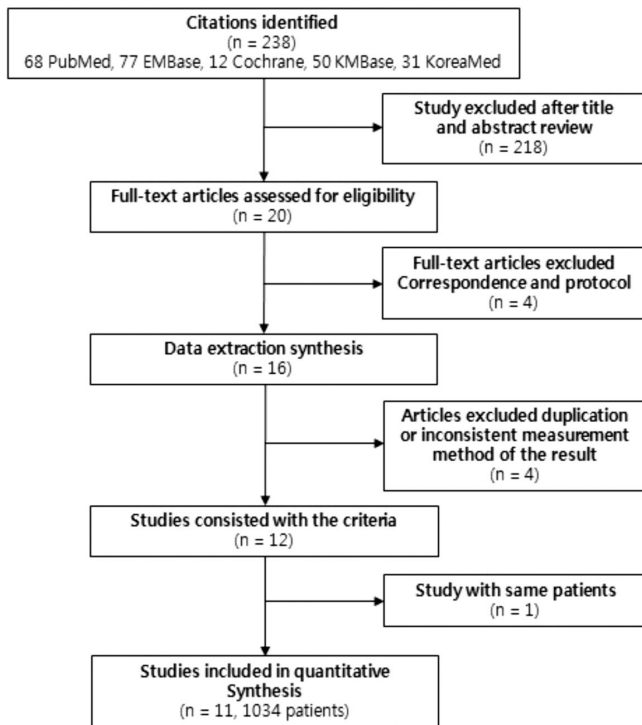 Citations identified
(n = 238)
68 PubMed, 77 EMBase, 12 Cochrane, 50 KMBase, 31 KoreaMed
Study excluded after title
and abstract review
(n = 218)
Full-text articles assessed for eligibility
(n = 20)
Full-text articles excluded
Correspondence and protocol
(n = 4)
Data extraction synthesis
(n = 16)
Articles excluded duplication
or inconsistent measurement
method of the result
(n = 4)
Studies consisted with the criteria
(n = 12)
Study with same patients
(n = 1)
Studies included in quantitative
Synthesis
(n = 11, 1034 patients)